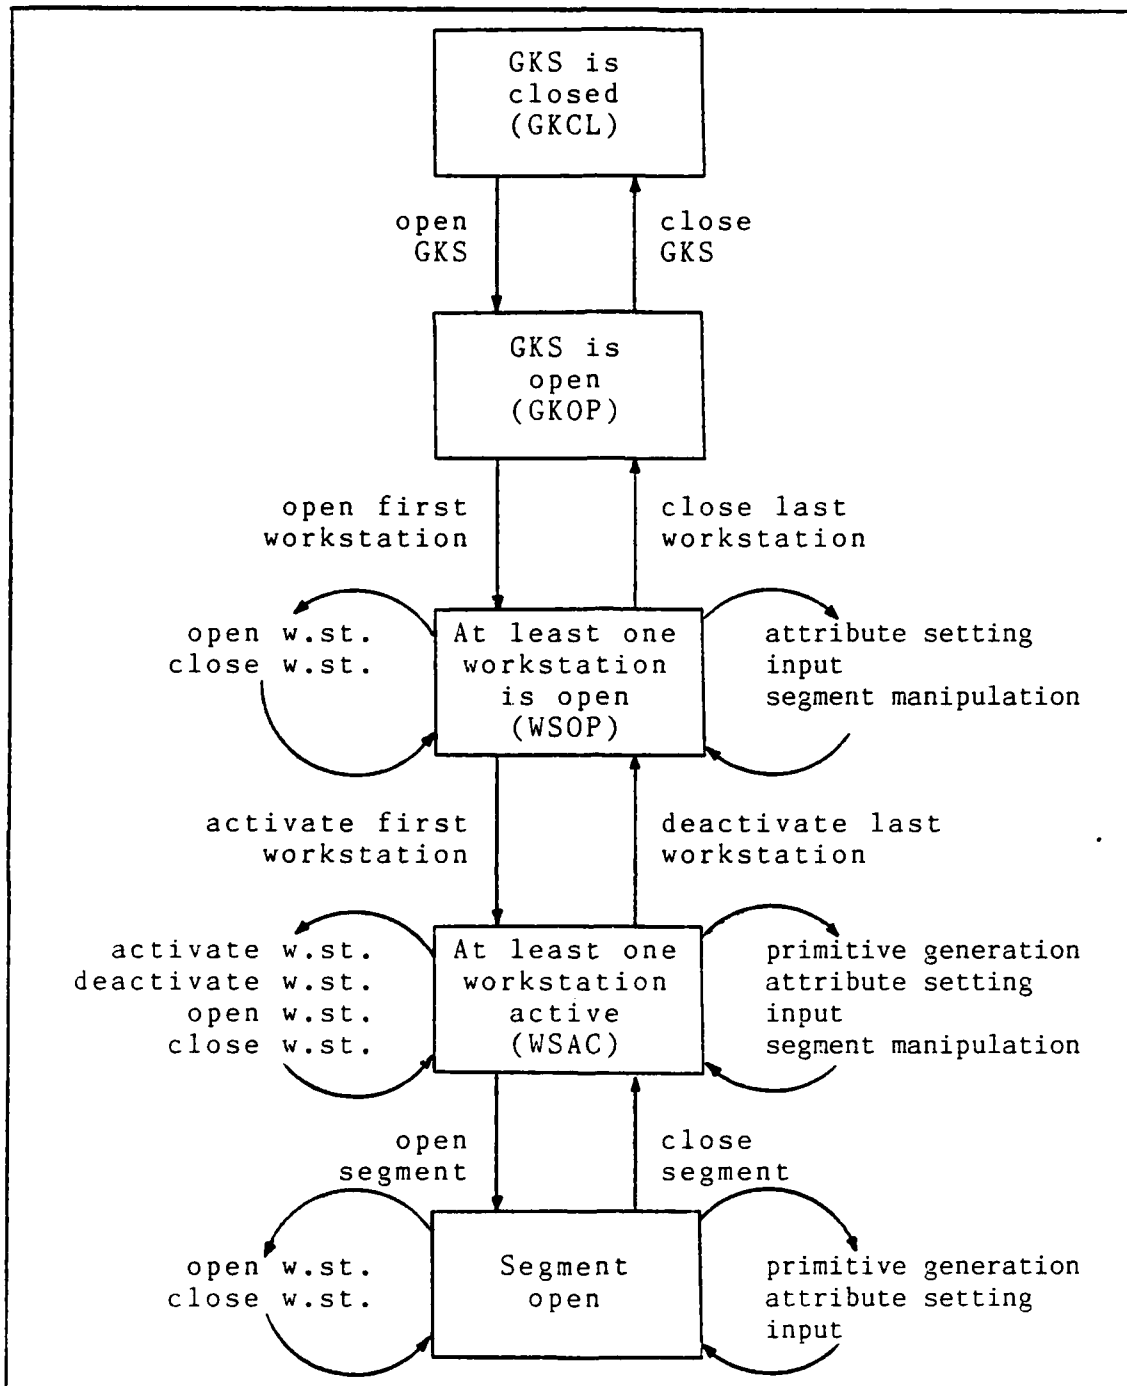 GKS is
closed
(GKCL)
open
GKS
close
GKS
GKS is
open
(GKOP)
open first
workstation
close last
workstation
open w.st.
close w.st.
At least one
workstation
is open
(WSOP)
attribute setting
input
segment manipulation
activate first
workstation
deactivate last
workstation
activate w.st.
deactivate w.st.
open w.st.
close w.st.
At least one
workstation
active
(WSAC)
primitive generation
attribute setting
input
segment manipulation
open
segment
close
segment
open w.st.
close w.st.
Segment
open
primitive generation
attribute setting
input